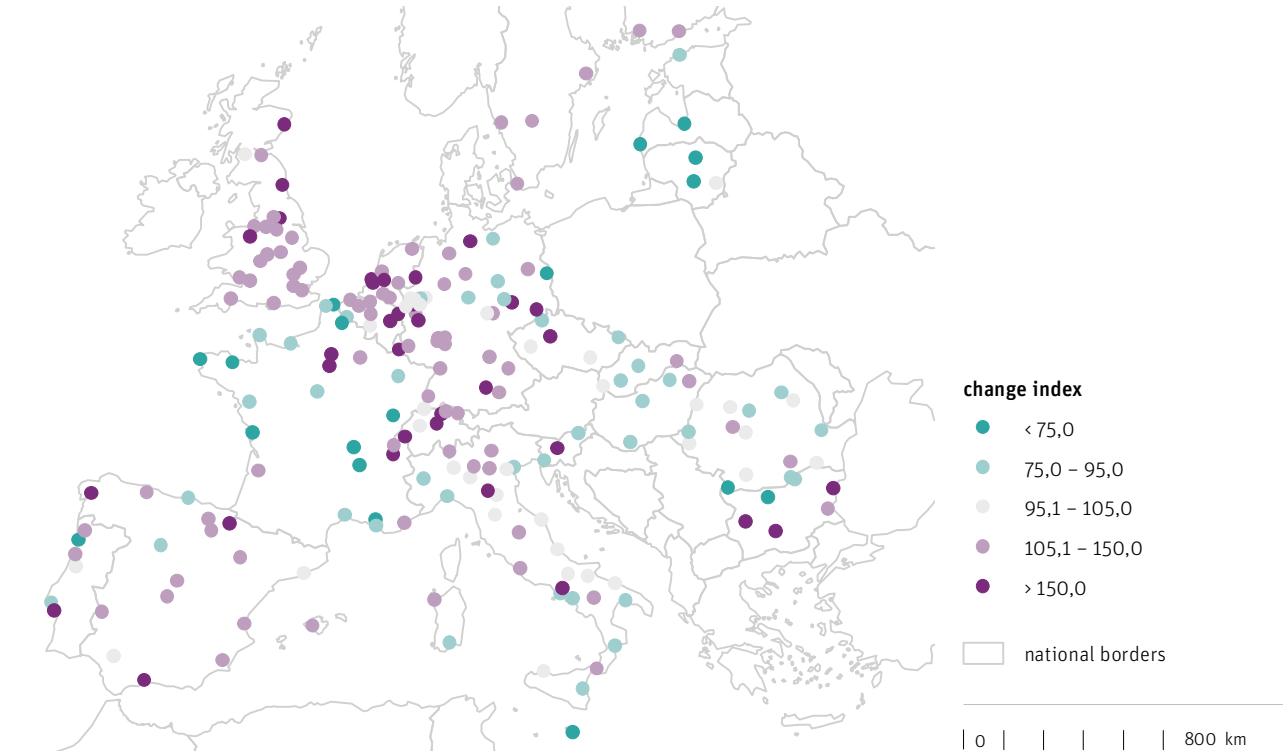 change index
< 75,0
75,0 – 95,0
95,1 – 105,0
105,1 – 150,0
> 150,0
national borders
0 800 km